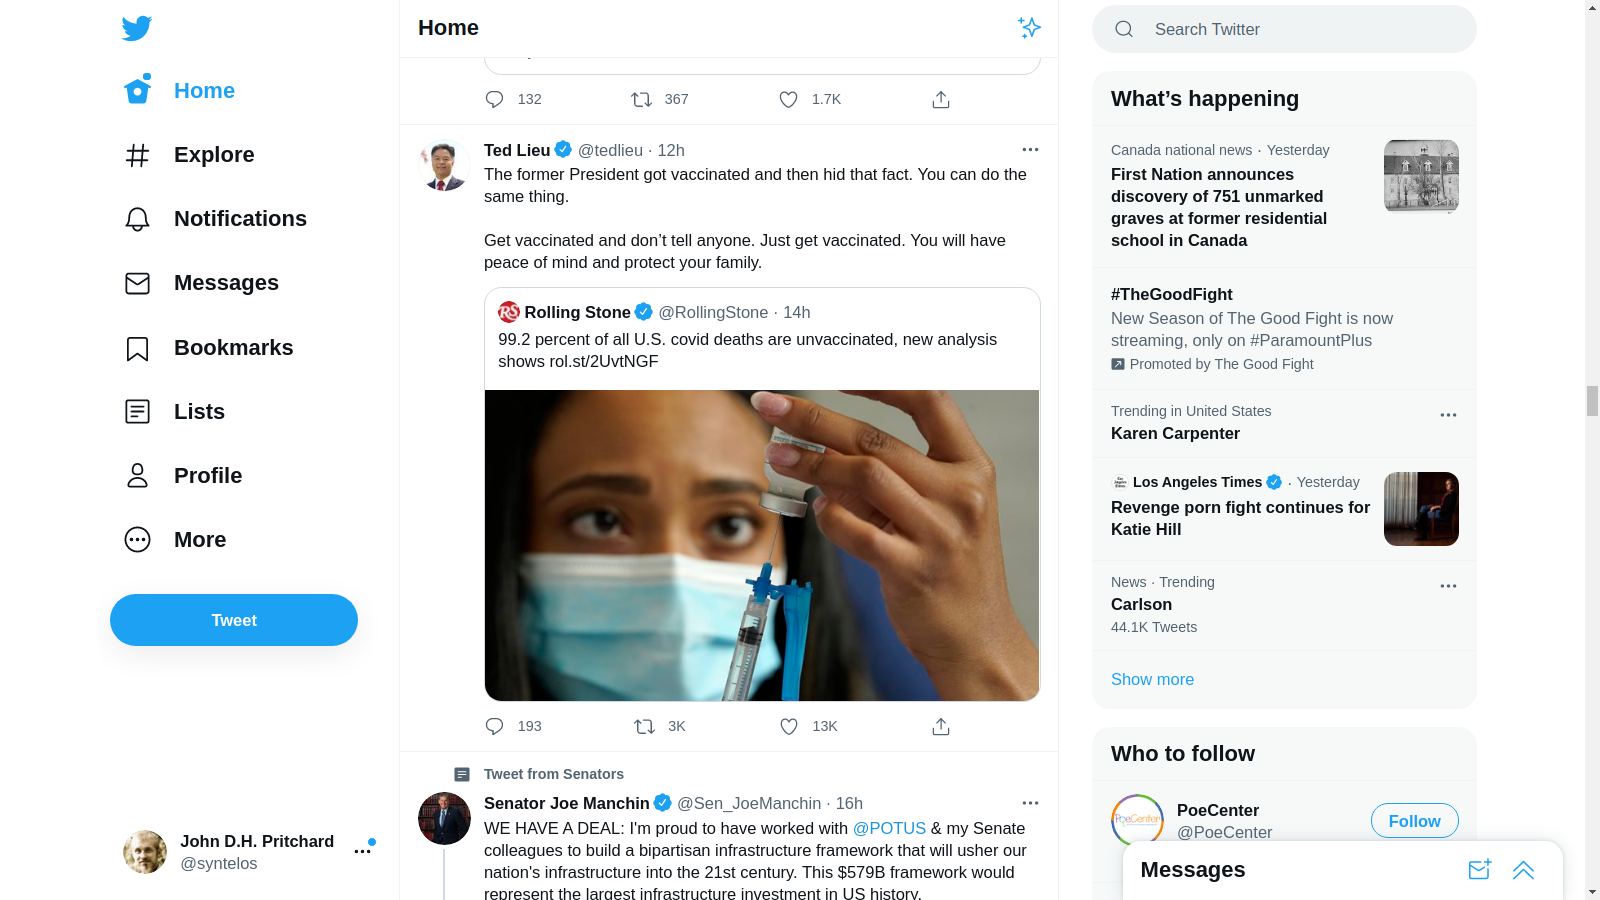 Home
Explore
Notifications
Messages
Bookmarks
Lists
Profile
More
Tweet
John D.H. Pritchard
@syntelos
Home
132 367 1.7K
Ted Lieu @tedlieu · 12h
The former President got vaccinated and then hid that fact. You can do the
same thing.
Get vaccinated and don’t tell anyone. Just get vaccinated. You will have
peace of mind and protect your family.
RS Rolling Stone @RollingStone · 14h
99.2 percent of all U.S. covid deaths are unvaccinated, new analysis
shows rol.st/2UvtNGF
193 3K 13K
Tweet from Senators
Senator Joe Manchin @Sen_JoeManchin · 16h
WE HAVE A DEAL: I'm proud to have worked with @POTUS & my Senate
colleagues to build a bipartisan infrastructure framework that will usher our
nation's infrastructure into the 21st century. This $579B framework would
represent the largest infrastructure investment in US history.
Search Twitter
What’s happening
Canada national news · Yesterday
First Nation announces
discovery of 751 unmarked
graves at former residential
school in Canada
#TheGoodFight
New Season of The Good Fight is now
streaming, only on #ParamountPlus
Promoted by The Good Fight
Trending in United States
Karen Carpenter
Los Angeles Times · Yesterday
Revenge porn fight continues for
Katie Hill
News · Trending
Carlson
44.1K Tweets
Show more
Who to follow
PoeCenter
PoeCenter
@PoeCenter
Follow
Messages